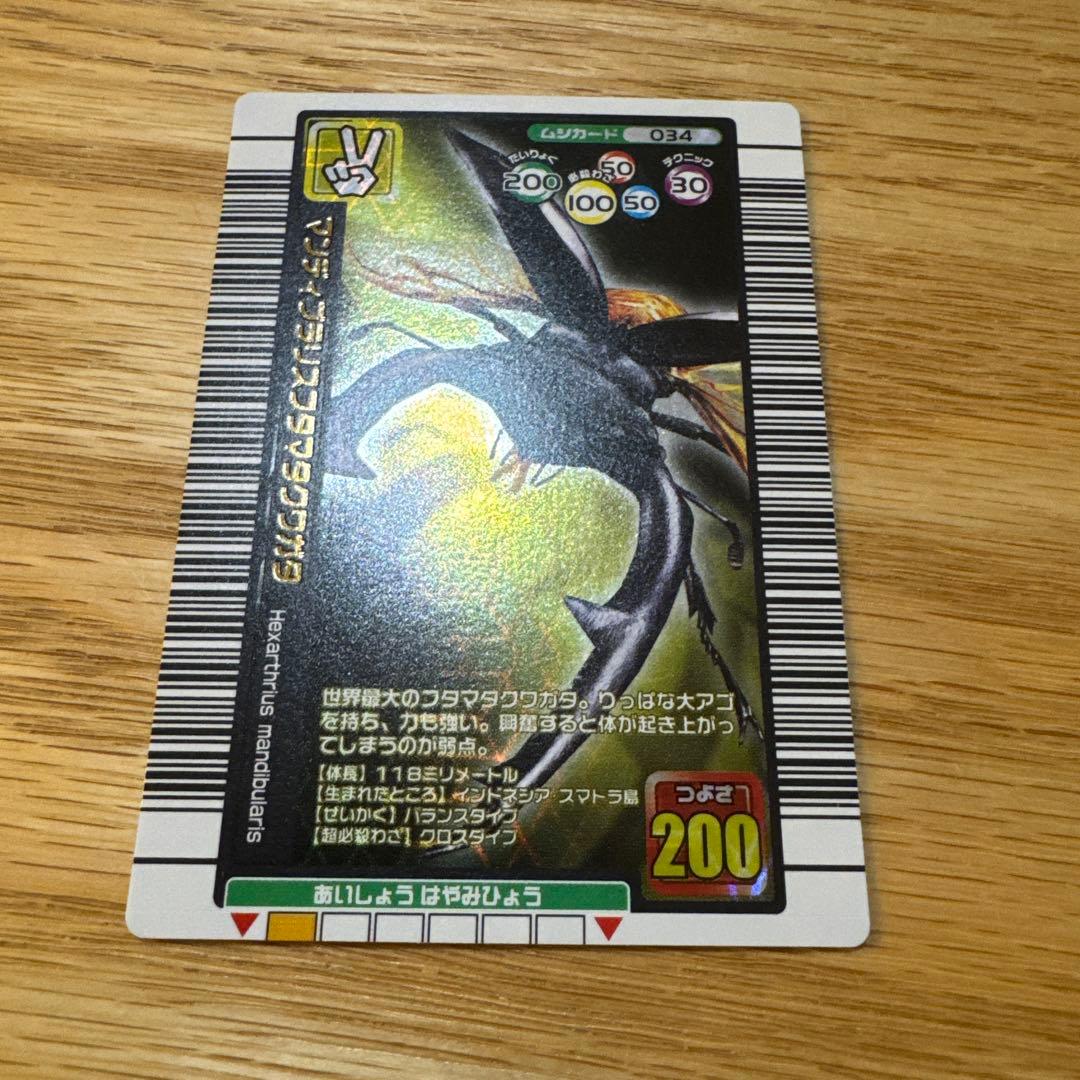 ムシカード 034
たいりょく
200
必殺わざ
50
100
50
テクニック
30
マンディブラリスフタマタクワガタ
Hexarthrius mandibularis
世界最大のフタマタクワガタ。りっぱな大アゴ
を持ち、力も強い。興奮すると体が起き上がっ
てしまうのが弱点。
【体長】118ミリメートル
【生まれたところ】インドネシア スマトラ島
【せいかく】バランスタイプ
【超必殺わざ】クロスタイプ
つよさ
200
あいしょう はやみひょう